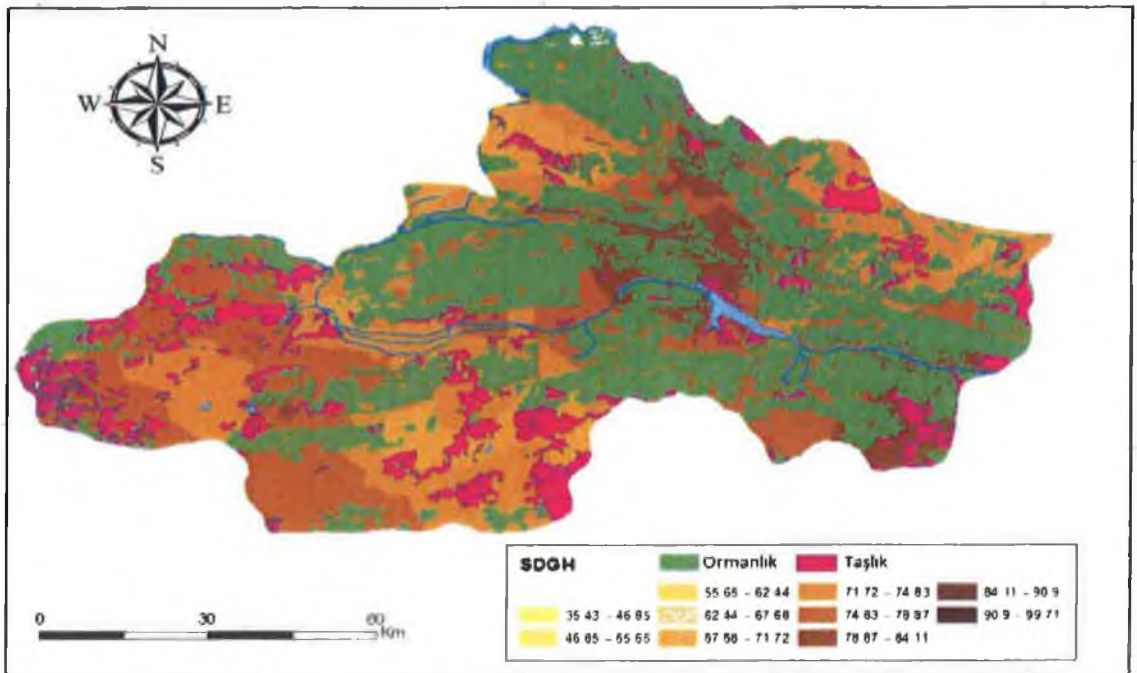 N
W E
S
SDGH Ormanlık Taşlık
55 65 - 62 44 71 72 - 74 83 84 11 - 90 9
35 43 - 46 85 62 44 - 67 68 74 83 - 78 87 90 9 - 99 71
46 85 - 55 65 67 68 - 71 72 78 87 - 84 11
0 30 60
Km